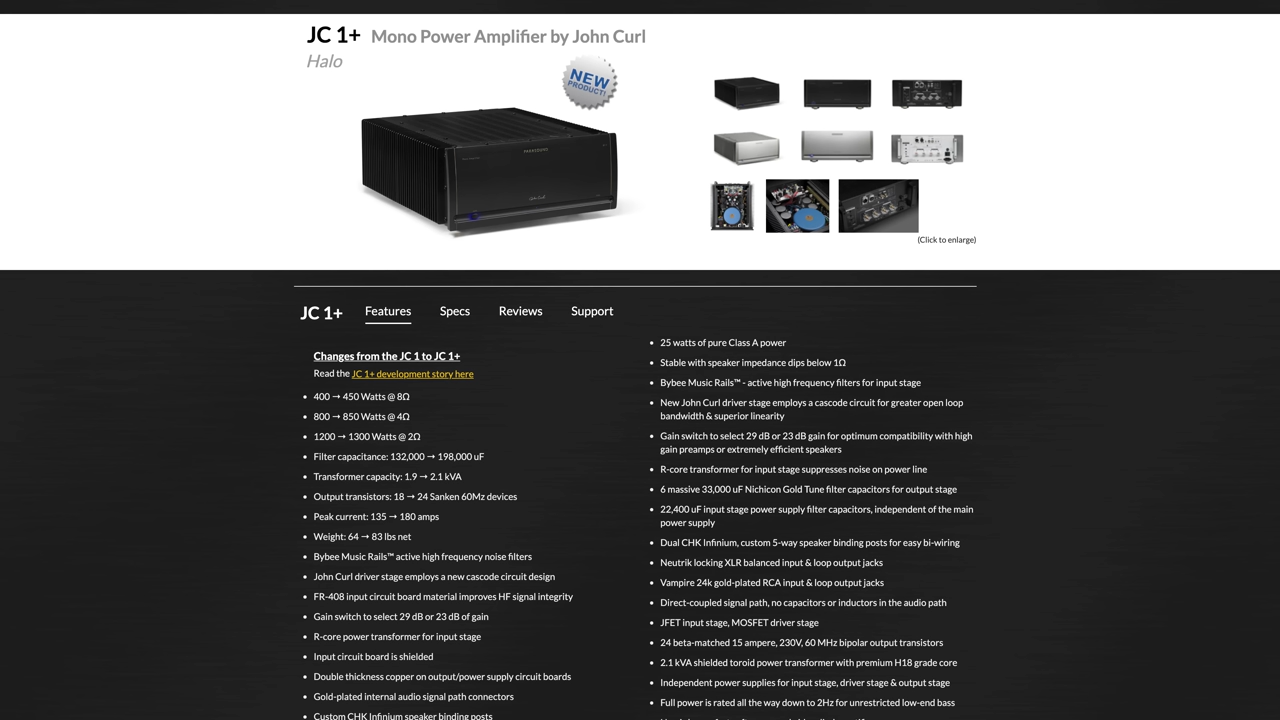 JC 1+ Mono Power Amplifier by John Curl
Halo
NEW
PRODUCT!
PARASOUND
(Click to enlarge)
JC 1+
Features
Specs
Reviews
Support
Changes from the JC 1 to JC 1+
Read the JC 1+ development story here
• 400 → 450 Watts @ 8Ω
• 800 → 850 Watts @ 4Ω
• 1200 → 1300 Watts @ 2Ω
• Filter capacitance: 132,000 → 198,000 uF
• Transformer capacity: 1.9 → 2.1 kVA
• Output transistors: 18 → 24 Sanken 60Mz devices
• Peak current: 135 → 180 amps
• Weight: 64 → 83 lbs net
• Bybee Music Rails™ active high frequency noise filters
• John Curl driver stage employs a new cascode circuit design
• FR-408 input circuit board material improves HF signal integrity
• Gain switch to select 29 dB or 23 dB of gain
• R-core power transformer for input stage
• Input circuit board is shielded
• Double thickness copper on output/power supply circuit boards
• Gold-plated internal audio signal path connectors
• Custom CHK Infinium speaker binding posts
• 25 watts of pure Class A power
• Stable with speaker impedance dips below 1Ω
• Bybee Music Rails™ - active high frequency filters for input stage
• New John Curl driver stage employs a cascode circuit for greater open loop
bandwidth & superior linearity
• Gain switch to select 29 dB or 23 dB gain for optimum compatibility with high
gain preamps or extremely efficient speakers
• R-core transformer for input stage suppresses noise on power line
• 6 massive 33,000 uF Nichicon Gold Tune filter capacitors for output stage
• 22,400 uF input stage power supply filter capacitors, independent of the main
power supply
• Dual CHK Infinium, custom 5-way speaker binding posts for easy bi-wiring
• Neutrik locking XLR balanced input & loop output jacks
• Vampire 24k gold-plated RCA input & loop output jacks
• Direct-coupled signal path, no capacitors or inductors in the audio path
• JFET input stage, MOSFET driver stage
• 24 beta-matched 15 ampere, 230V, 60 MHz bipolar output transistors
• 2.1 kVA shielded toroid power transformer with premium H18 grade core
• Independent power supplies for input stage, driver stage & output stage
• Full power is rated all the way down to 2Hz for unrestricted low-end bass